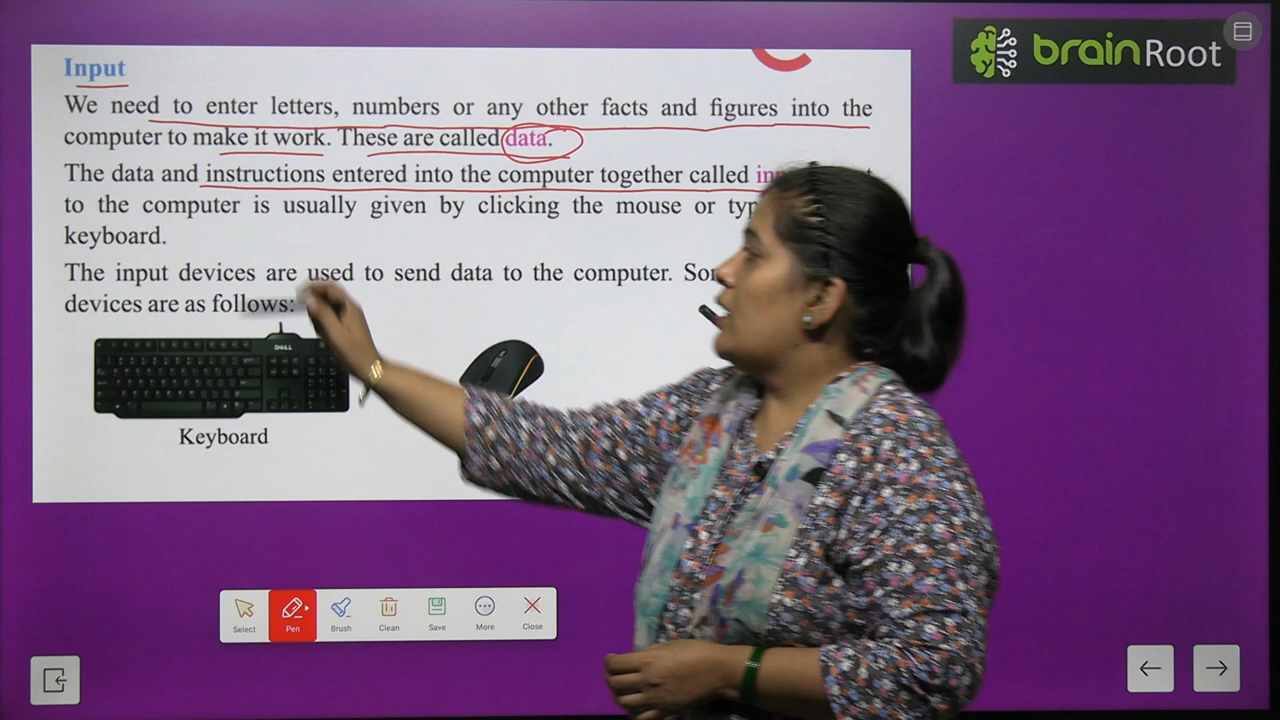 brainRoot
Input
We need to enter letters, numbers or any other facts and figures into the
computer to make it work. These are called data.
The data and instructions entered into the computer together called
to the computer is usually given by clicking the mouse or
keyboard.
The input devices are used to send data to the computer.
devices are as follows:
DELL
Keyboard
Select
Pen
Brush
Clean
Save
More
Close